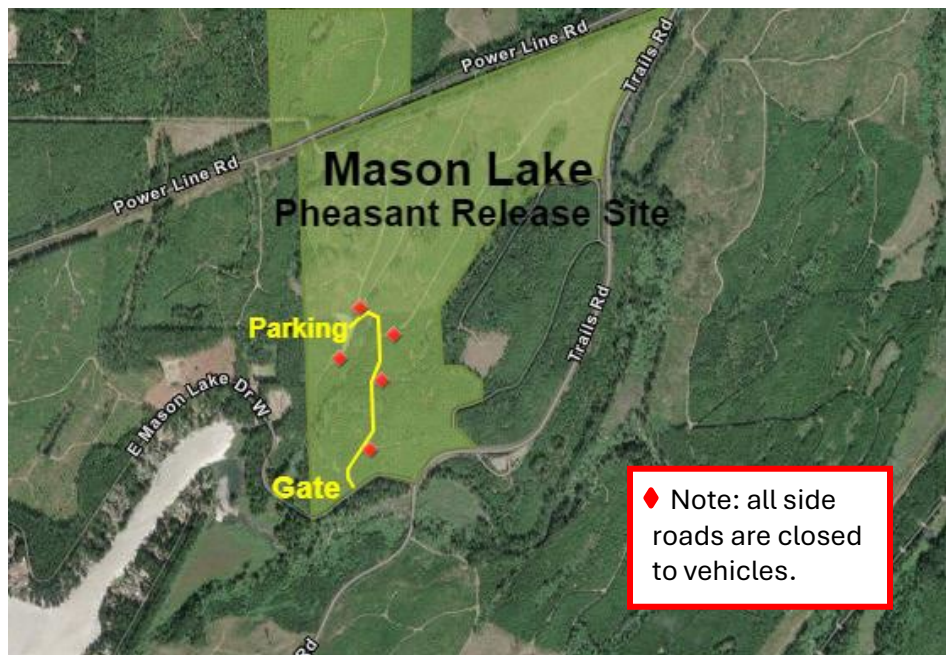 Power Line Rd
Trails Rd
Mason Lake
Power Line Rd
Pheasant Release Site
Parking
Trails Rd
E Mason Lake Dr W
Gate
Note: all side
roads are closed
to vehicles.
Rd